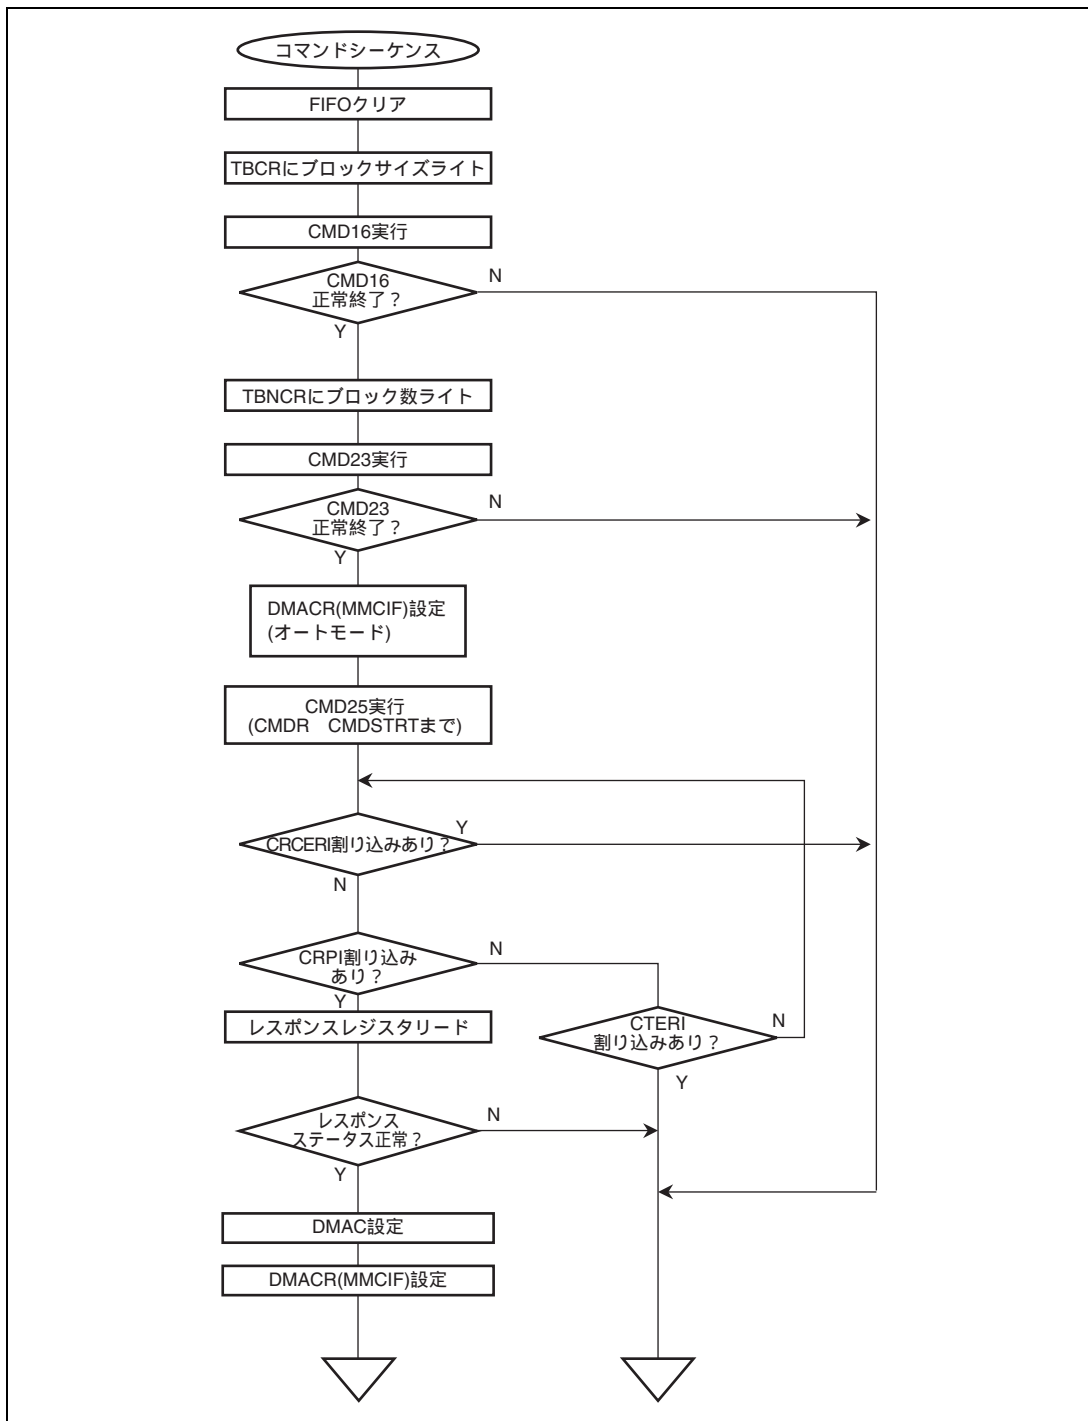 コマンドシーケンス
FIFOクリア
TBCRにブロックサイズライト
CMD16実行
CMD16
正常終了？
N
Y
TBNCRにブロック数ライト
CMD23実行
CMD23
正常終了？
N
Y
DMACR(MMCIF)設定
(オートモード)
CMD25実行
(CMDR　CMDSTRTまで)
CRCERI割り込みあり？
Y
N
CRPI割り込み
あり？
N
Y
レスポンスレジスタリード
CTERI
割り込みあり？
N
Y
レスポンス
ステータス正常？
N
Y
DMAC設定
DMACR(MMCIF)設定